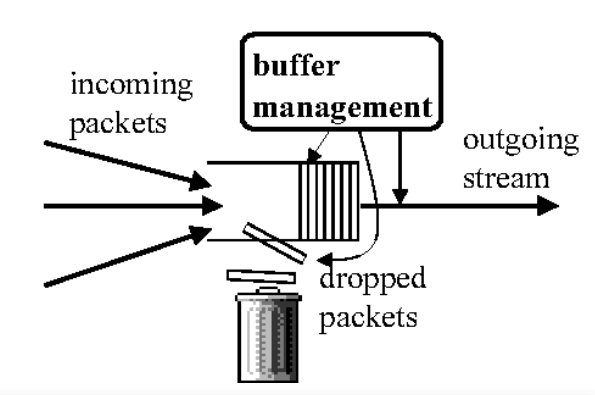 buffer
management
incoming
packets
outgoing
stream
dropped
packets